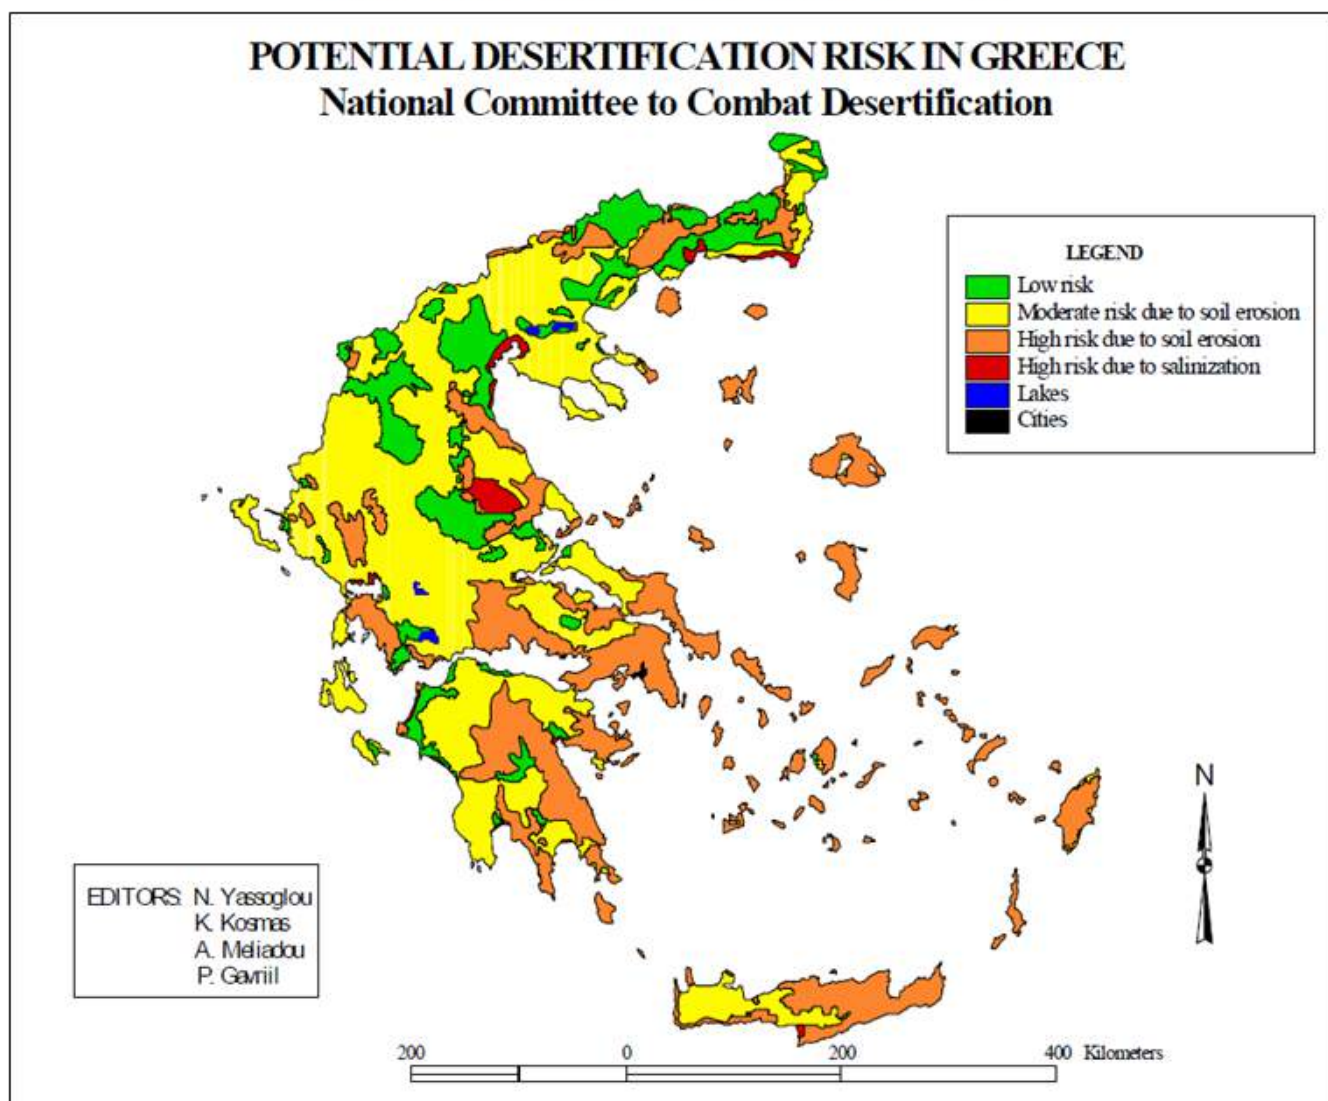 POTENTIAL DESERTIFICATION RISK IN GREECE
National Committee to Combat Desertification
LEGEND
Low risk
Moderate risk due to soil erosion
High risk due to soil erosion
High risk due to salinization
Lakes
Cities
N
EDITORS: N. Yassoglou
K. Kosmas
A. Meliadou
P. Gavriil
200 0 200 400 Kilometers